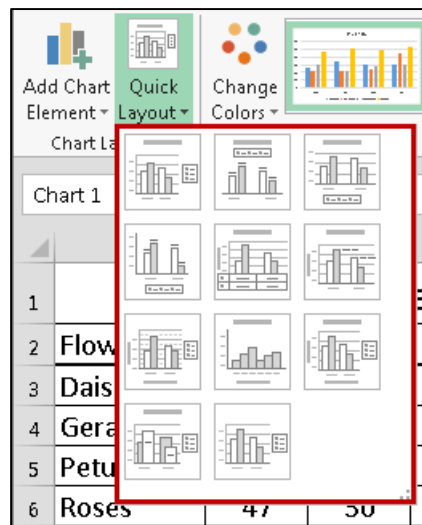 Add Chart Element
Quick Layout
Change Colors
Chart La
Chart 1
1
2 Flow
3 Dais
4 Gera
5 Petu
6 Roses 47 50